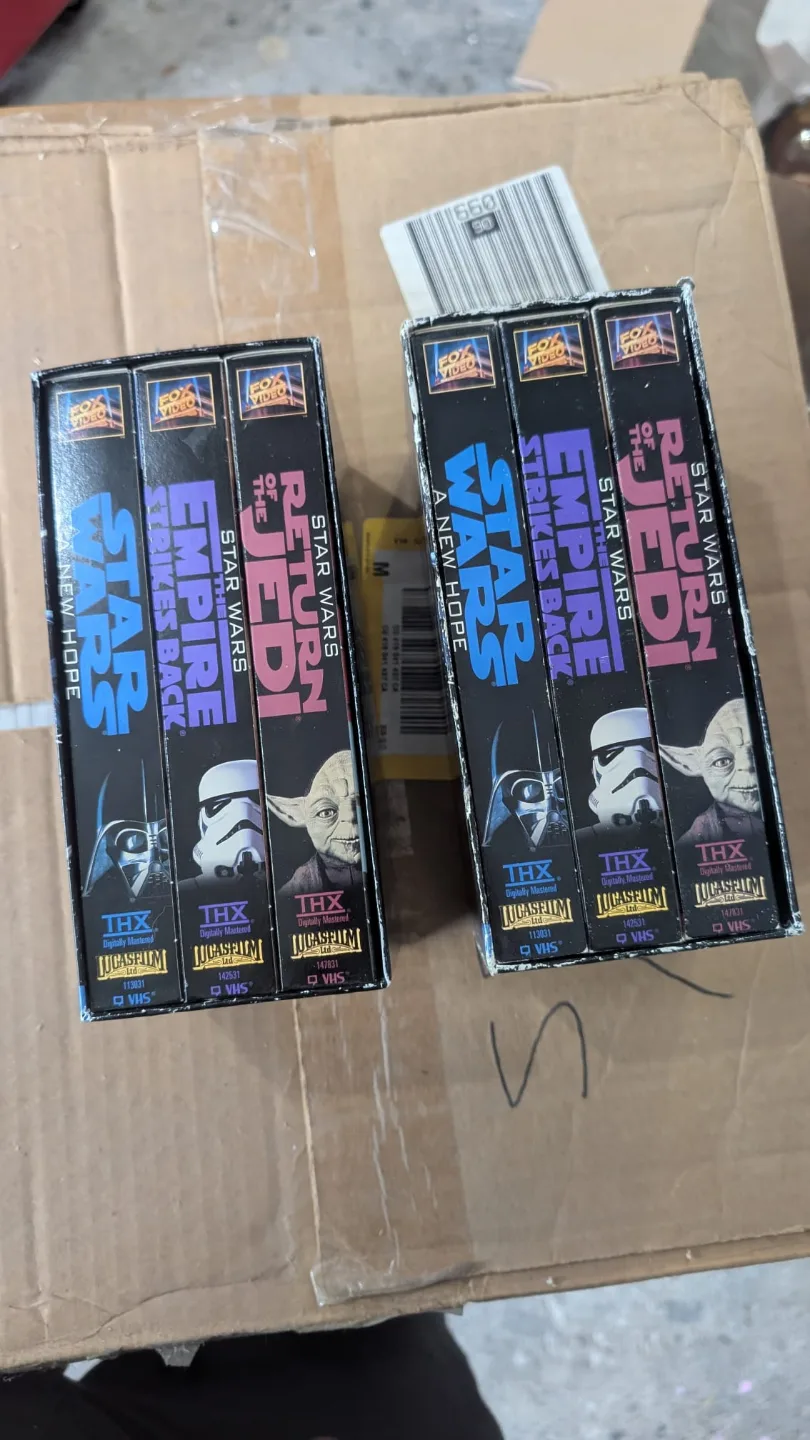 099
90
FOX
VIDEO
STAR
WARS
A NEW HOPE
THX
Digitally Mastered
LUCASFILM
Ltd
113031
VHS
FOX
VIDEO
STAR WARS
THE
EMPIRE
STRIKES BACK
THX
Digitally Mastered
LUCASFILM
Ltd
142531
VHS
FOX
VIDEO
STAR WARS
RETURN
OF THE
JEDI
THX
Digitally Mastered
LUCASFILM
Ltd
147831
VHS
M
FOX
VIDEO
STAR
WARS
A NEW HOPE
THX
Digitally Mastered
LUCASFILM
Ltd
113031
VHS
FOX
VIDEO
STAR WARS
THE
EMPIRE
STRIKES BACK
THX
Digitally Mastered
LUCASFILM
Ltd
142531
VHS
FOX
VIDEO
STAR WARS
RETURN
OF THE
JEDI
THX
Digitally Mastered
LUCASFILM
Ltd
147831
VHS